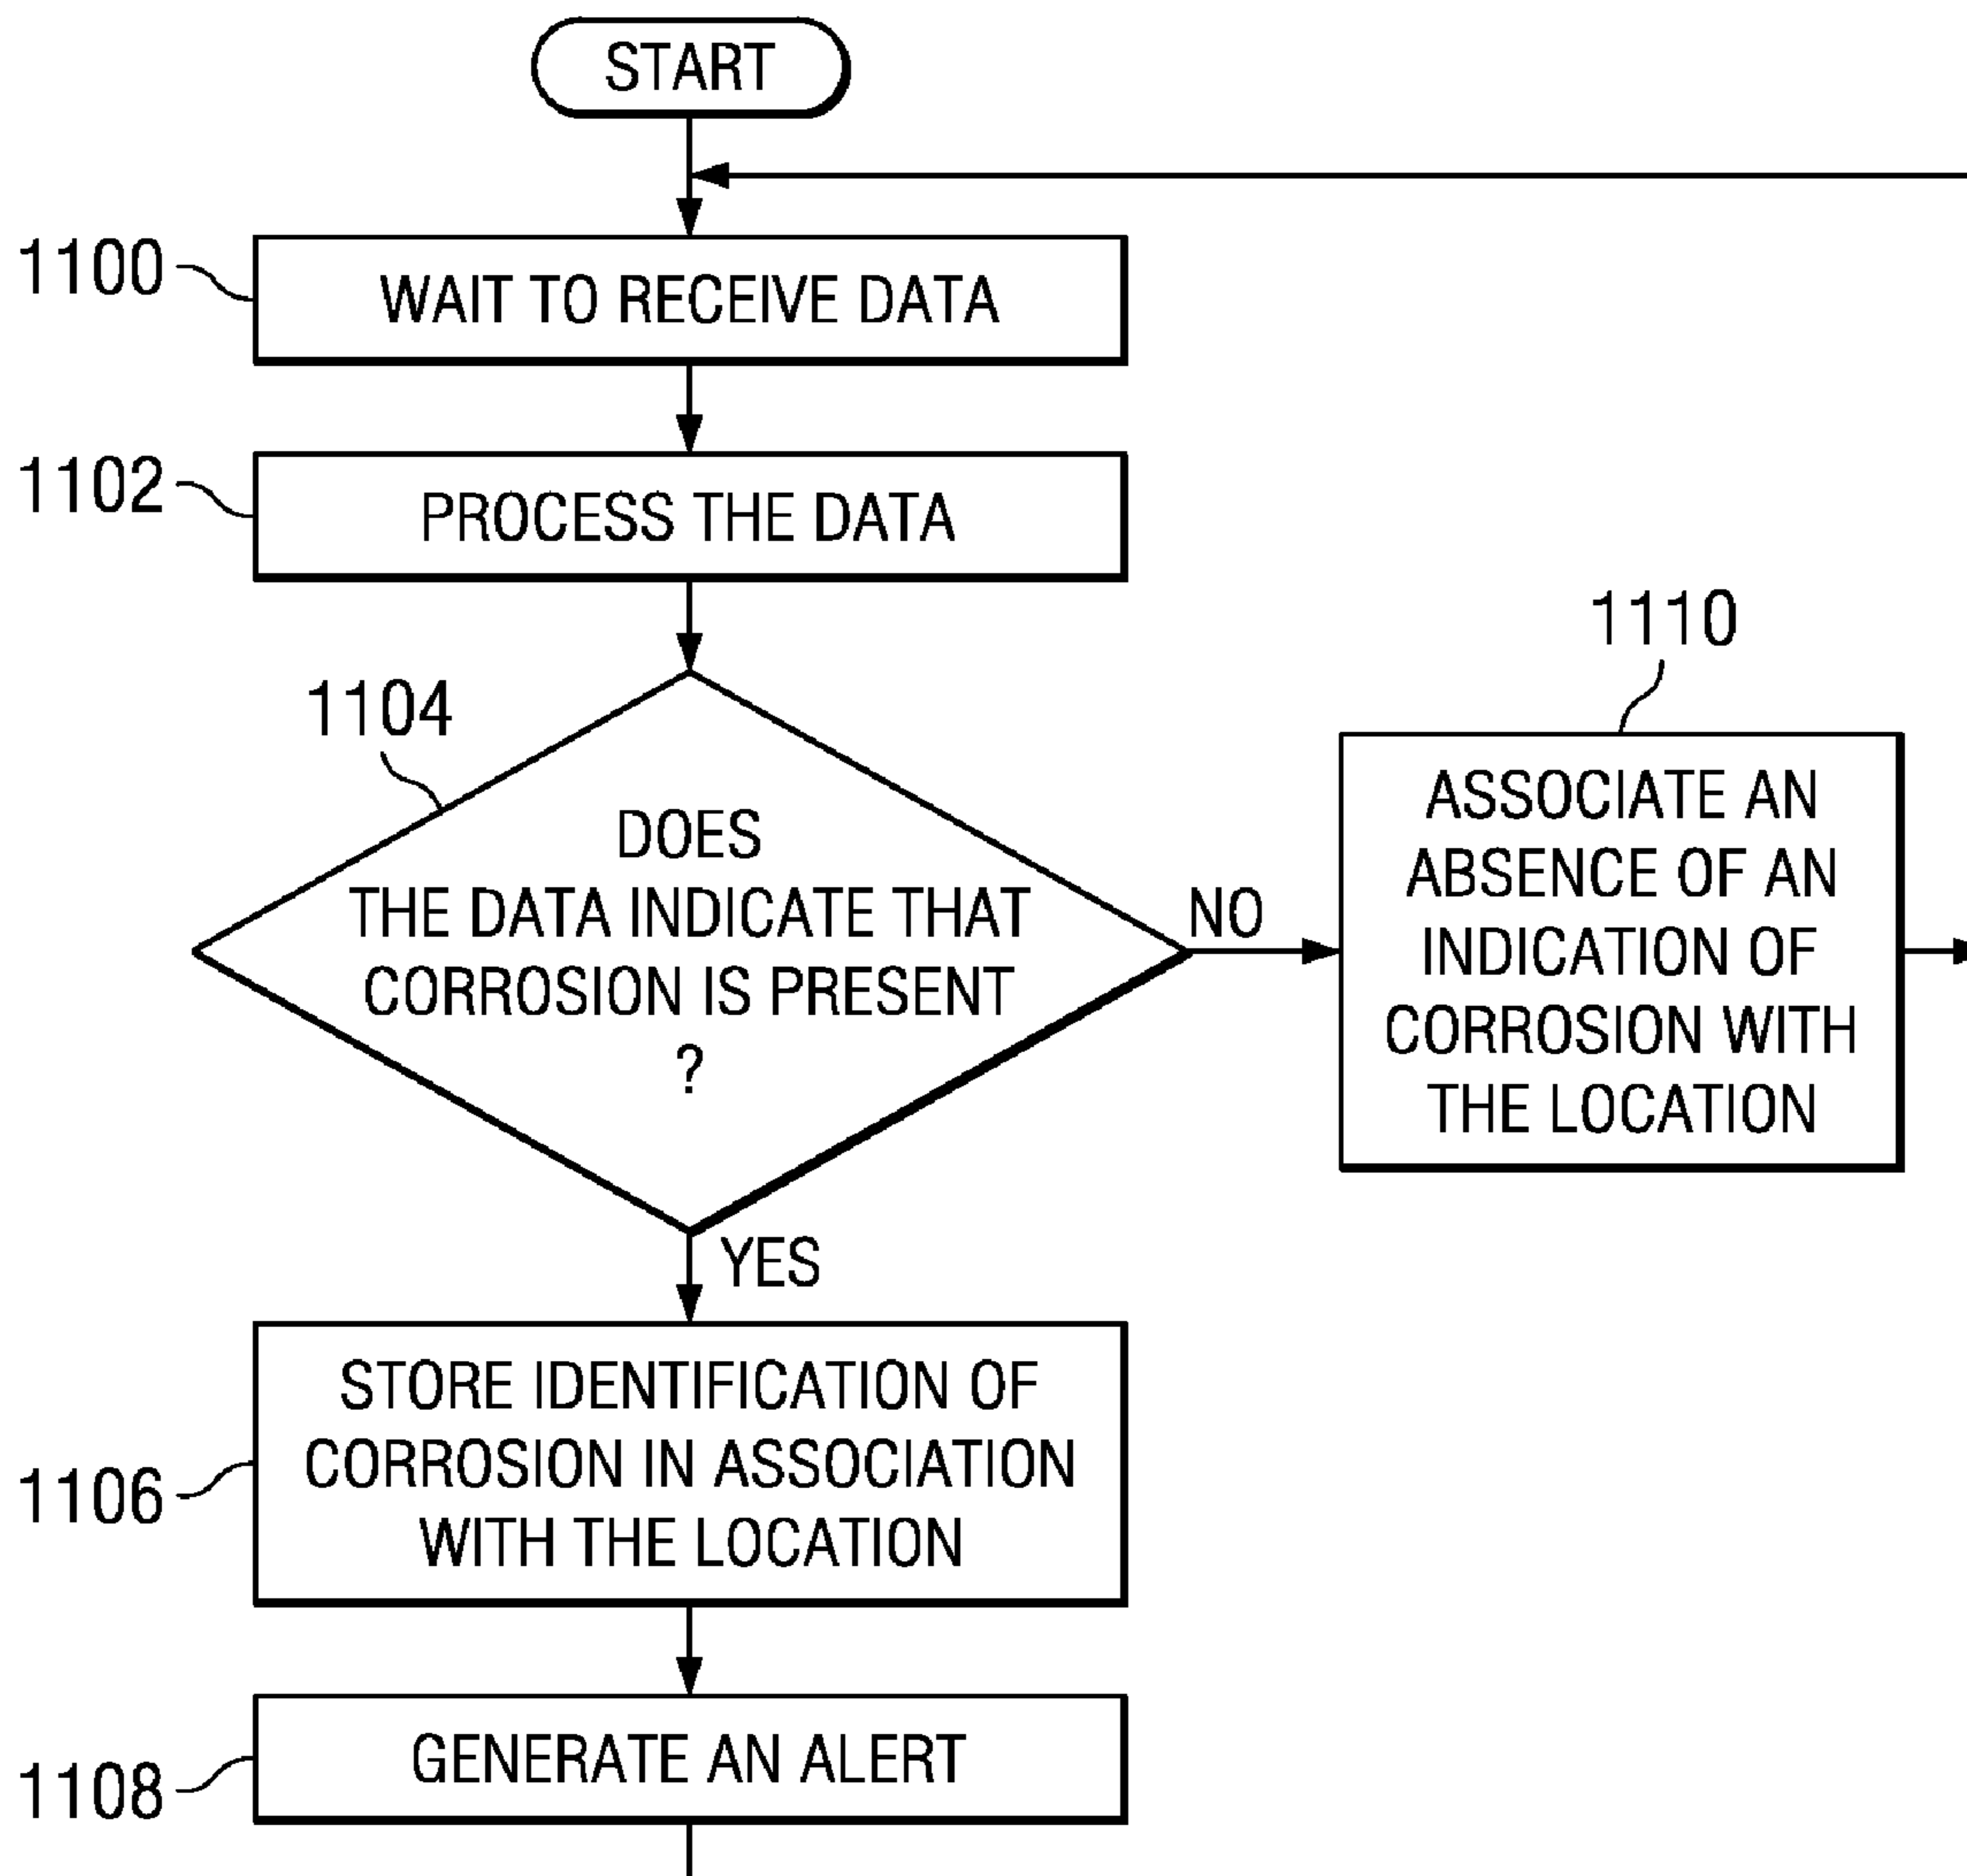 START
1100
WAIT TO RECEIVE DATA
1102
PROCESS THE DATA
1104
DOES
THE DATA INDICATE THAT
CORROSION IS PRESENT
?
NO
1110
ASSOCIATE AN
ABSENCE OF AN
INDICATION OF
CORROSION WITH
THE LOCATION
YES
1106
STORE IDENTIFICATION OF
CORROSION IN ASSOCIATION
WITH THE LOCATION
1108
GENERATE AN ALERT